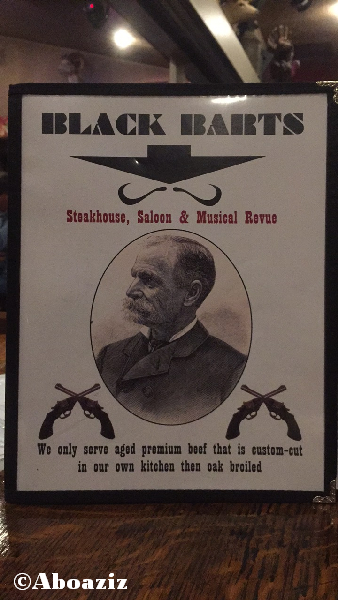 BLACK BARTS
Steakhouse, Saloon & Musical Revue
We only serve aged premium beef that is custom-cut
in our own kitchen then oak broiled
©Aboaziz